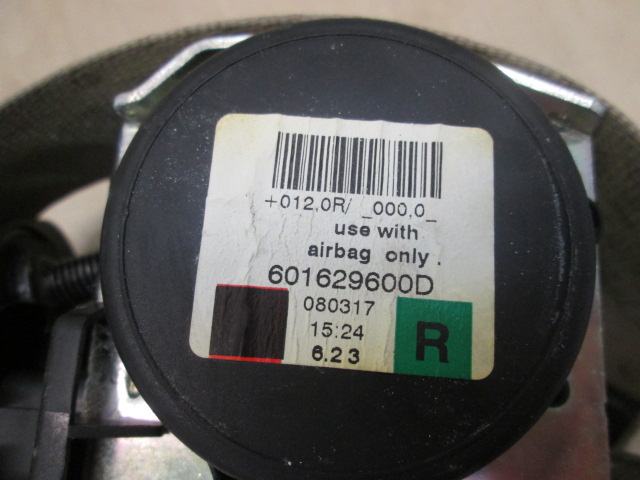 +012,0R/ _000,0_
use with
airbag only.
601629600D
080317
15:24
6.23
R